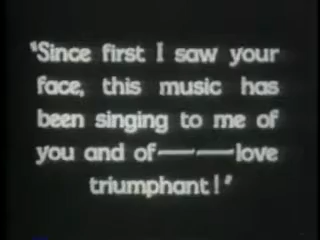 "Since first I saw your
face, this music has
been singing to me of
you and of——love
triumphant!"